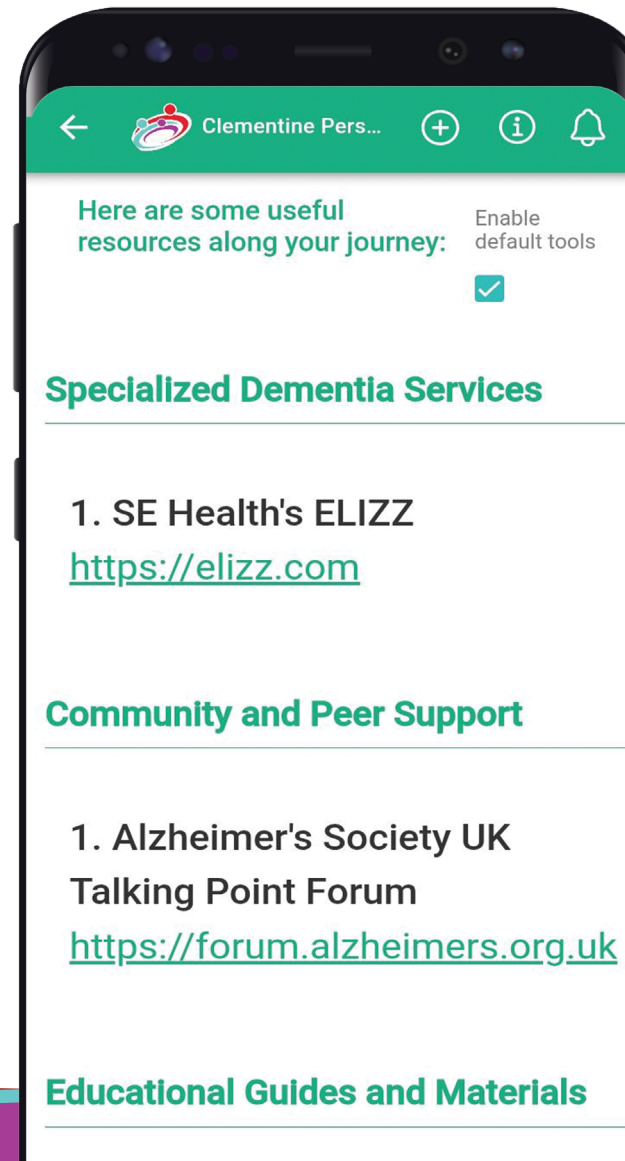 Clementine Pers...
Here are some useful
resources along your journey:
Enable
default tools
Specialized Dementia Services
1. SE Health's ELIZZ
https://elizz.com
Community and Peer Support
1. Alzheimer's Society UK
Talking Point Forum
https://forum.alzheimers.org.uk
Educational Guides and Materials